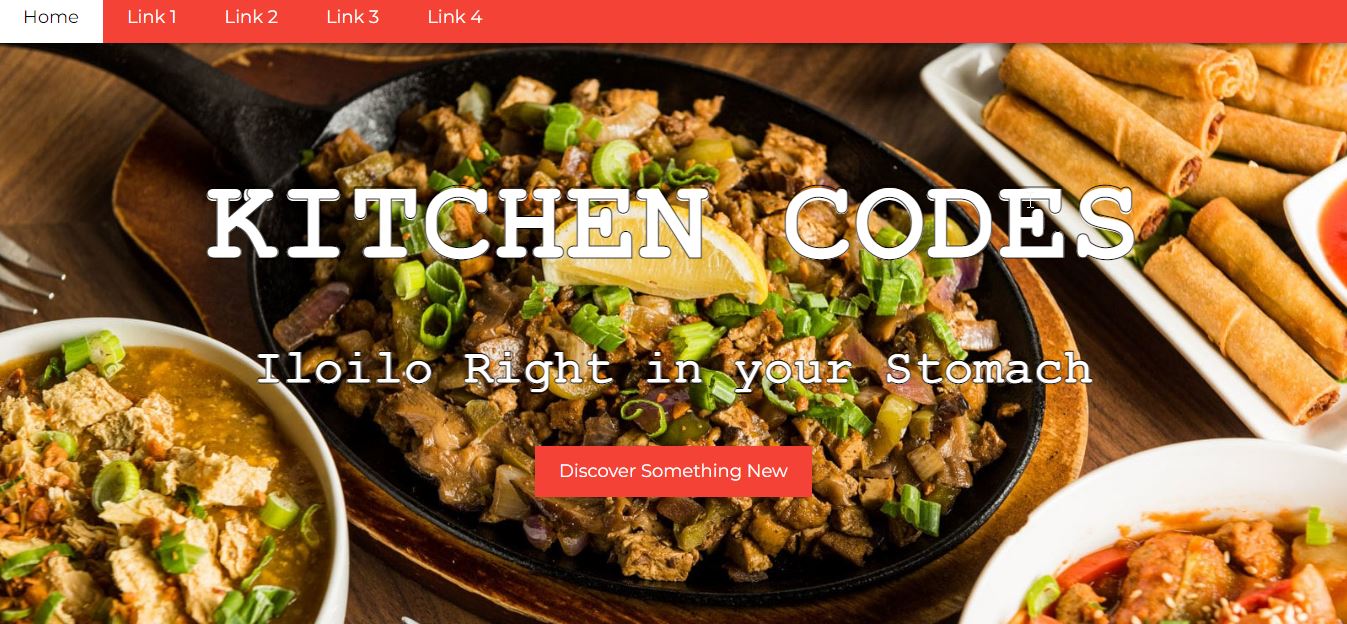 Home Link 1 Link 2 Link 3 Link 4
KITCHEN CODES
Iloilo Right in your Stomach
Discover Something New